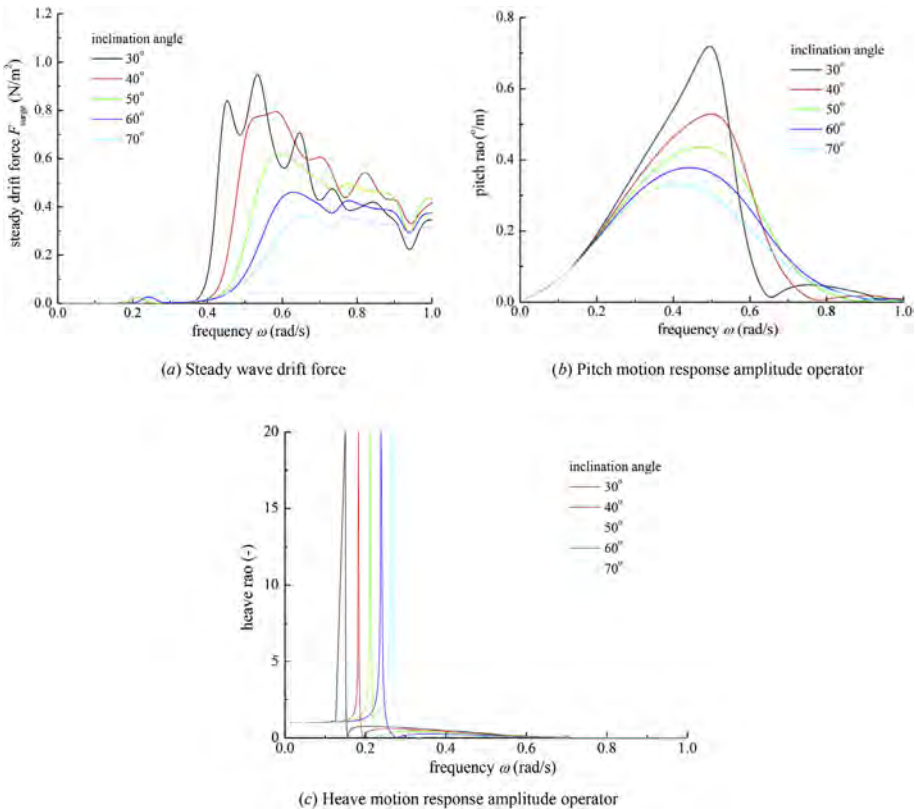 1.2
1.0
0.8
0.6
0.4
0.2
0.0
steady drift force F_surge (N/m²)
inclination angle
30°
40°
50°
60°
70°
0.0 0.2 0.4 0.6 0.8 1.0
frequency ω (rad/s)
(a) Steady wave drift force
0.8
0.6
0.4
0.2
0.0
pitch rao (°/m)
inclination angle
30°
40°
50°
60°
70°
0.0 0.2 0.4 0.6 0.8 1.0
frequency ω (rad/s)
(b) Pitch motion response amplitude operator
20
15
10
5
0
heave rao (-)
inclination angle
30°
40°
50°
60°
70°
0.0 0.2 0.4 0.6 0.8 1.0
frequency ω (rad/s)
(c) Heave motion response amplitude operator